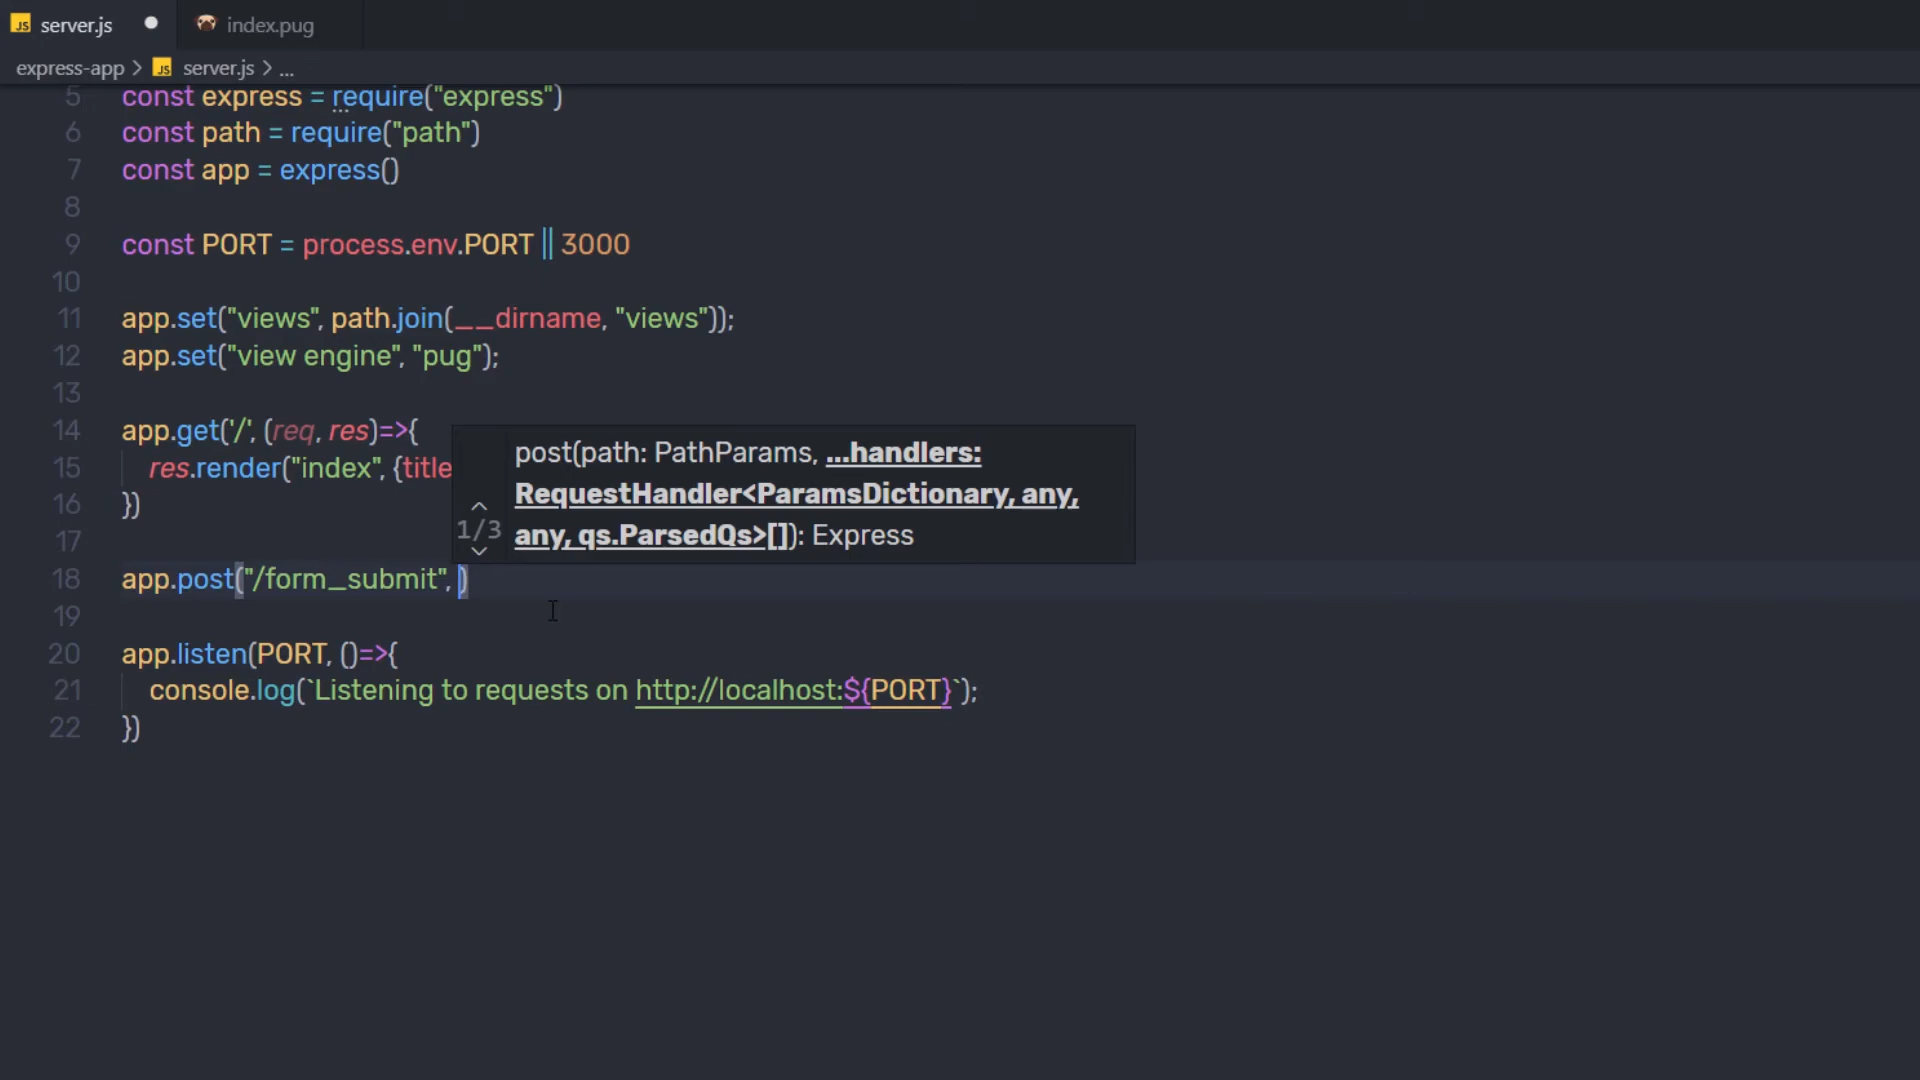 server.js
index.pug
express-app > server.js > ...
5 const express = require("express")
6 const path = require("path")
7 const app = express()
8
9 const PORT = process.env.PORT || 3000
10
11 app.set("views", path.join(__dirname, "views"));
12 app.set("view engine", "pug");
13
14 app.get('/', (req, res)=>{
15 res.render("index", {title
16 })
17
post(path: PathParams, ...handlers:
RequestHandler<ParamsDictionary, any,
1/3
any, qs.ParsedQs>[]): Express
18 app.post("/form_submit", )
19
20 app.listen(PORT, ()=>{
21 console.log(`Listening to requests on http://localhost:${PORT}`);
22 })